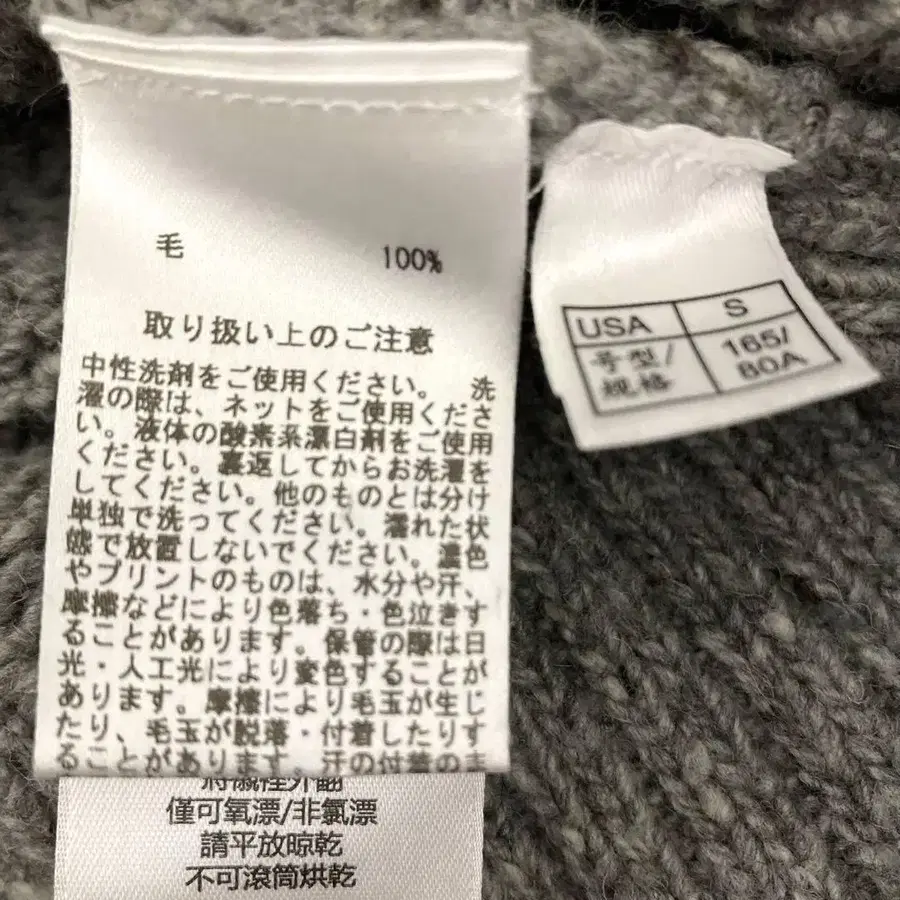 毛 100%
取り扱い上のご注意
中性洗剤をご使用ください。 洗
濯の際は、ネットをご使用くださ
い。液体の酸素系漂白剤をご使用
ください。裏返してからお洗濯を
してください。他のものとは分け
単独で洗ってください。濡れた状
態で放置しないでください。濃色
やプリントのものは、水分や汗、
摩擦などにより色落ち・色泣きす
ることがあります。保管の際は日
光・人工光により変色することが
あります。摩擦により毛玉が生じ
たり、毛玉が脱落・付着したりす
ることがあります。汗の付着のま
將襯裡外翻
僅可氧漂/非氯漂
請平放晾乾
不可滾筒烘乾
USA S
号型/ 165/
规格 80A